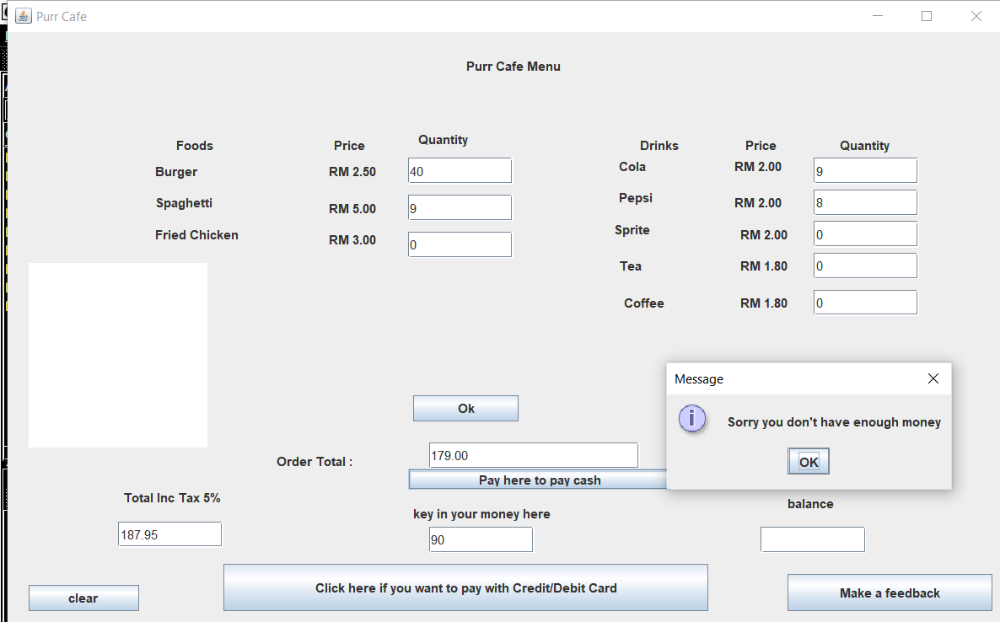 Purr Cafe
Purr Cafe Menu
Foods Price Quantity Drinks Price Quantity
Burger RM 2.50 40 Cola RM 2.00 9
Spaghetti RM 5.00 9 Pepsi RM 2.00 8
Fried Chicken RM 3.00 0 Sprite RM 2.00 0
Tea RM 1.80 0
Coffee RM 1.80 0
Message
Sorry you don't have enough money
OK
Ok
Order Total : 179.00
Pay here to pay cash
Total Inc Tax 5% key in your money here balance
187.95 90
clear Click here if you want to pay with Credit/Debit Card Make a feedback